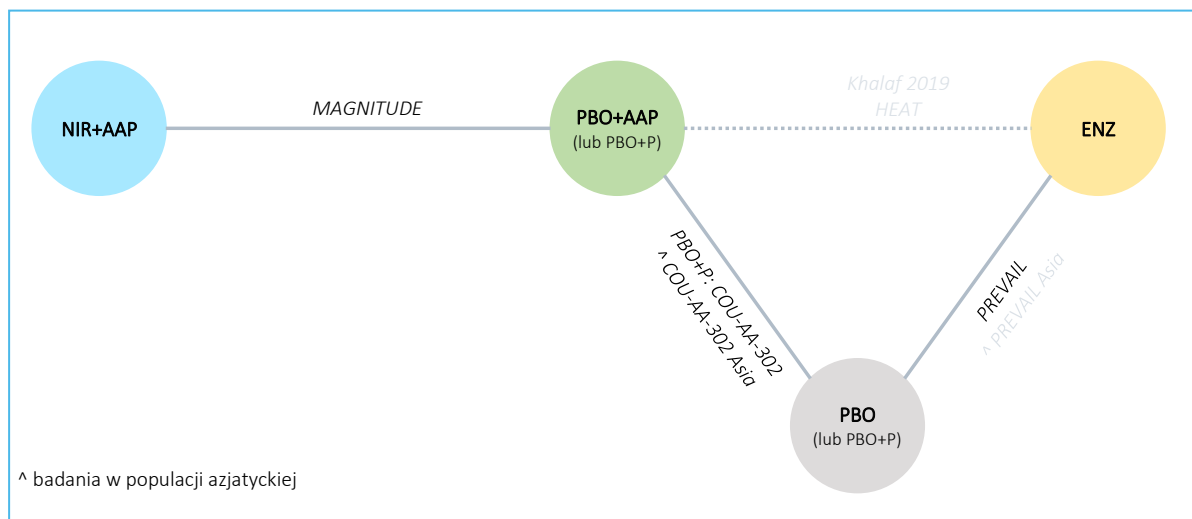 MAGNITUDE
Khalaf 2019
HEAT
NIR+AAP
PBO+AAP
(lub PBO+P)
ENZ
PBO+P: COU-AA-302
^ COU-AA-302 Asia
PREVAIL
^ PREVAIL Asia
PBO
(lub PBO+P)
^ badania w populacji azjatyckiej